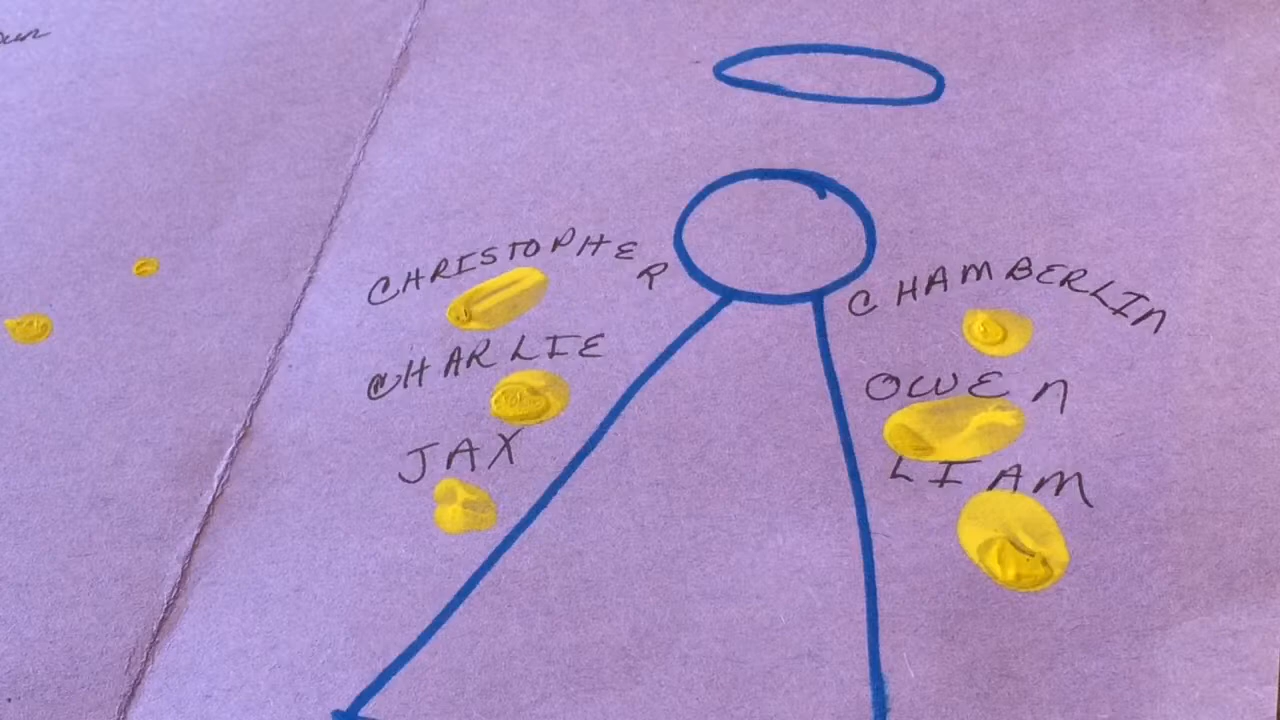 CHRISTOPHER
CHARLIE
JAX
CHAMBERLIN
OWEN
LIAM